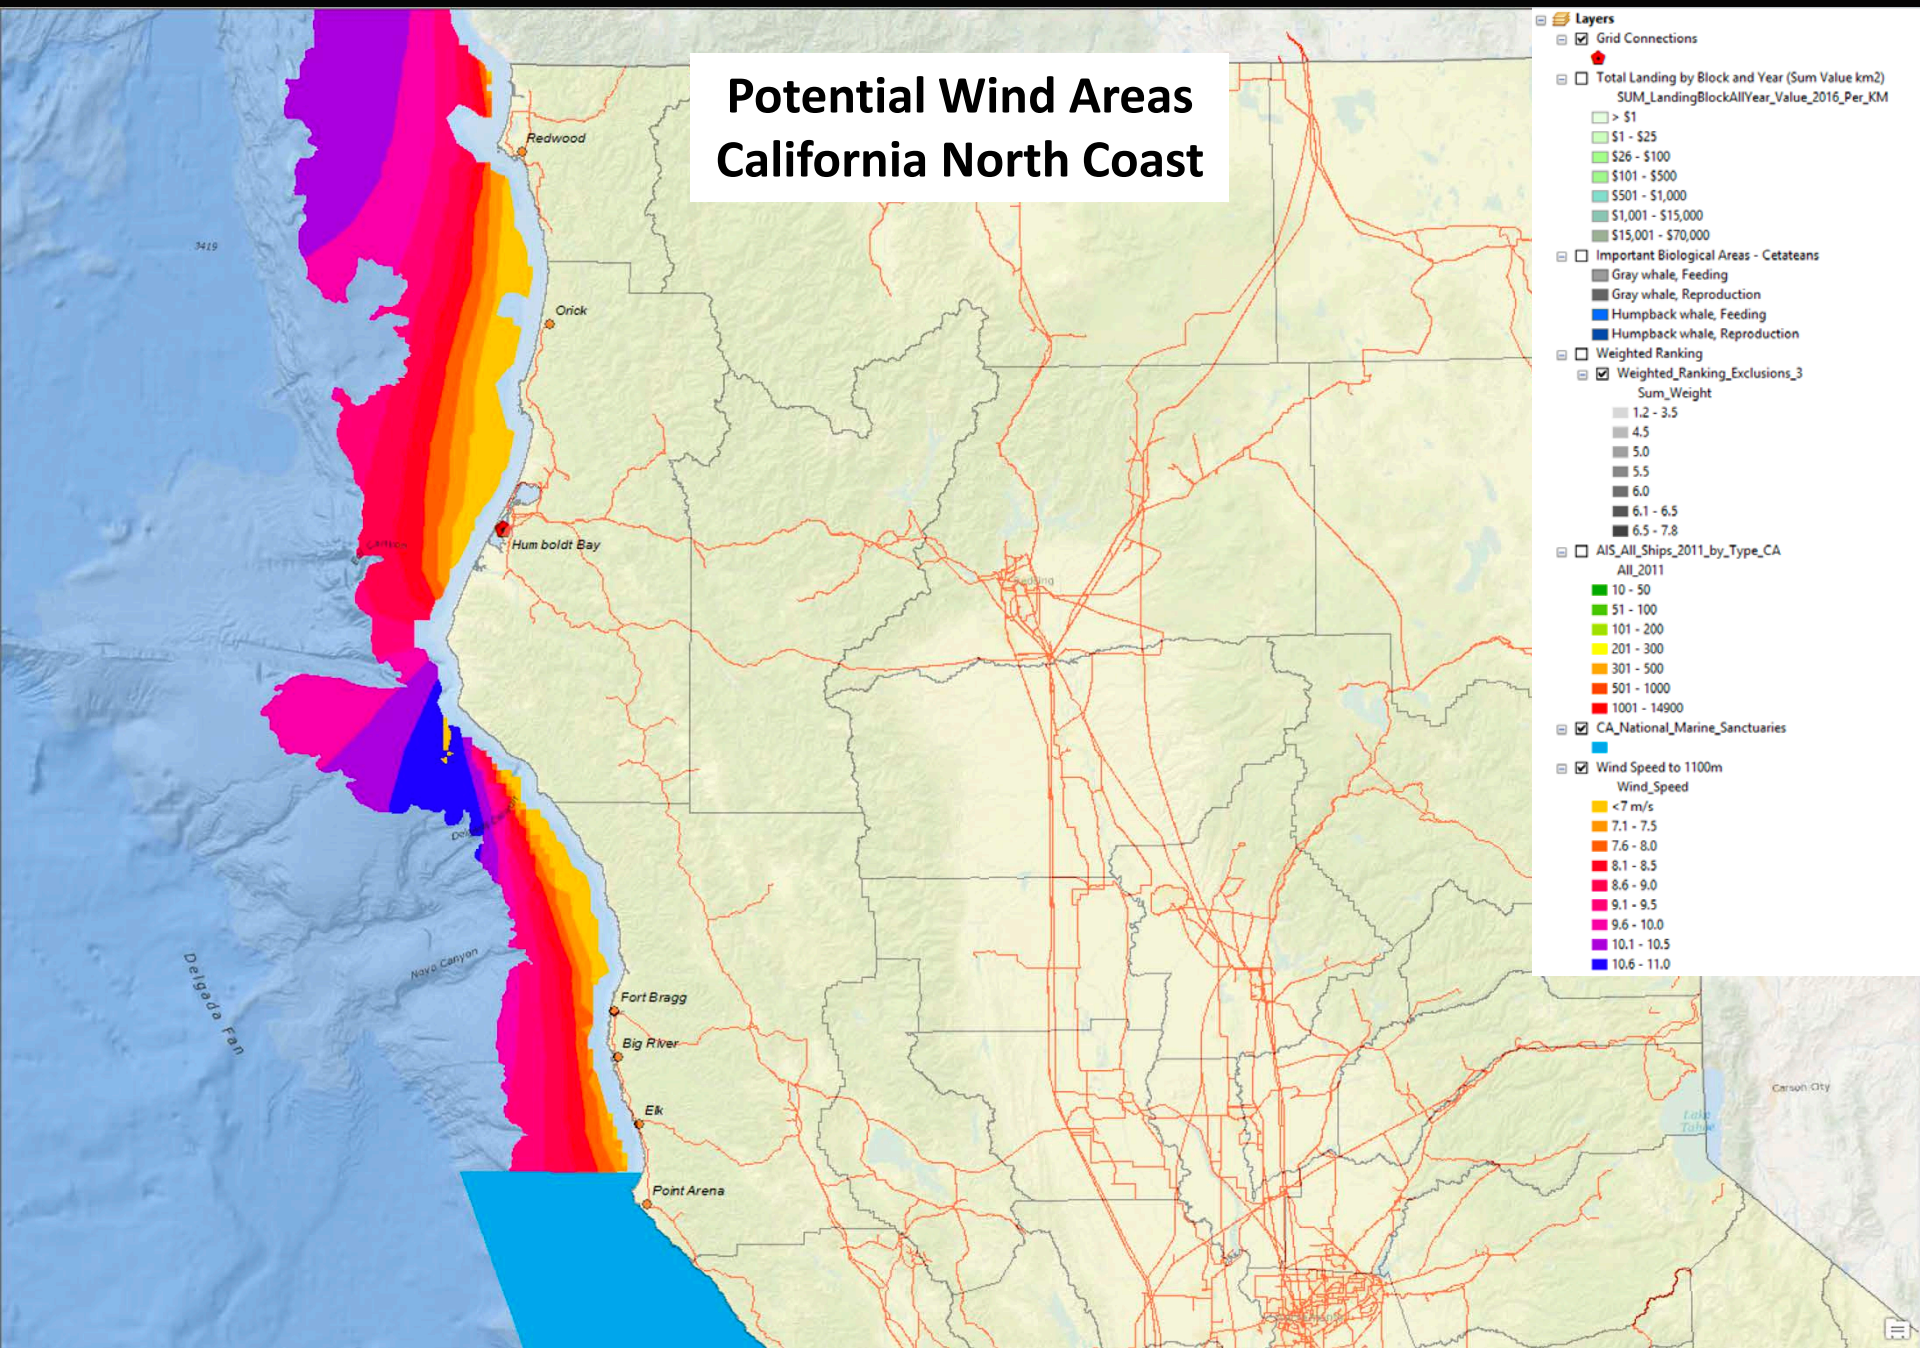 Potential Wind Areas
California North Coast
Redwood
3419
Orick
Canyon
Humboldt Bay
Redding
Delgada Fan
Noyo Canyon
Fort Bragg
Big River
Elk
Point Arena
Carson City
Lake
Tahoe
Layers
Grid Connections
Total Landing by Block and Year (Sum Value km2)
SUM_LandingBlockAllYear_Value_2016_Per_KM
> $1
$1 - $25
$26 - $100
$101 - $500
$501 - $1,000
$1,001 - $15,000
$15,001 - $70,000
Important Biological Areas - Cetateans
Gray whale, Feeding
Gray whale, Reproduction
Humpback whale, Feeding
Humpback whale, Reproduction
Weighted Ranking
Weighted_Ranking_Exclusions_3
Sum_Weight
1.2 - 3.5
4.5
5.0
5.5
6.0
6.1 - 6.5
6.5 - 7.8
AIS_All_Ships_2011_by_Type_CA
All_2011
10 - 50
51 - 100
101 - 200
201 - 300
301 - 500
501 - 1000
1001 - 14900
CA_National_Marine_Sanctuaries
Wind Speed to 1100m
Wind_Speed
<7 m/s
7.1 - 7.5
7.6 - 8.0
8.1 - 8.5
8.6 - 9.0
9.1 - 9.5
9.6 - 10.0
10.1 - 10.5
10.6 - 11.0